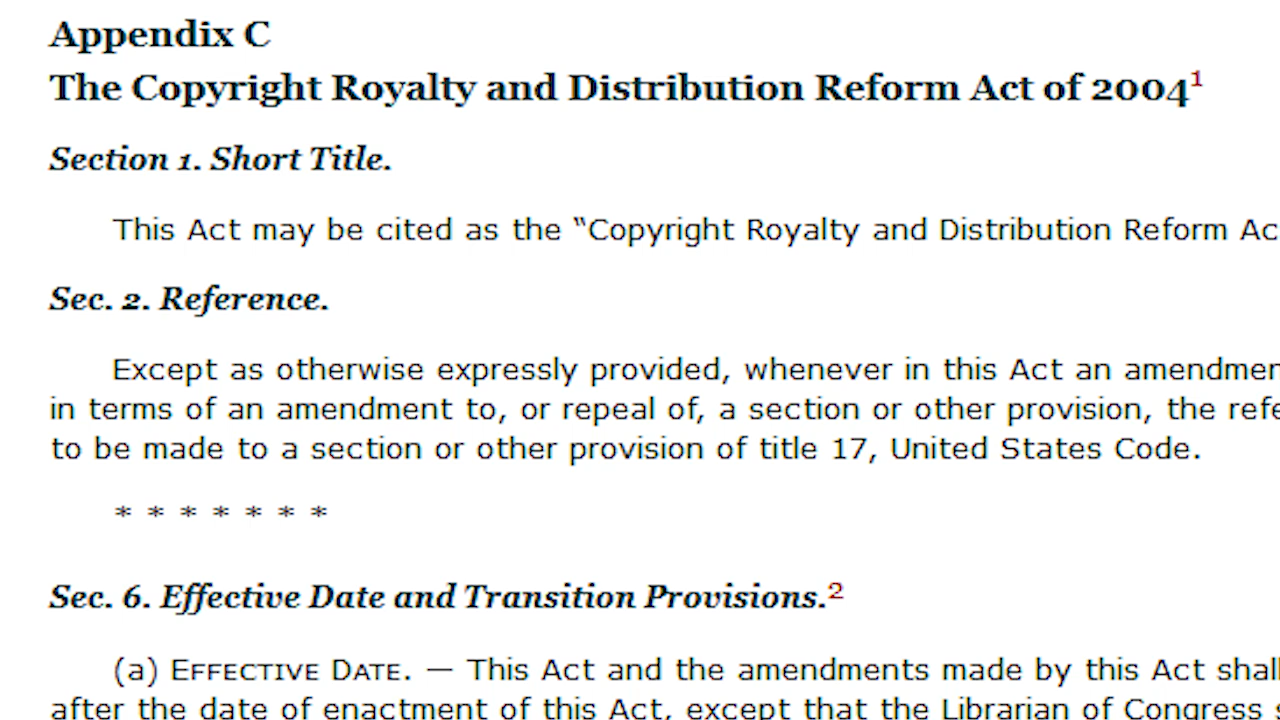 Appendix C
The Copyright Royalty and Distribution Reform Act of 2004¹
Section 1. Short Title.
This Act may be cited as the “Copyright Royalty and Distribution Reform Ac
Sec. 2. Reference.
Except as otherwise expressly provided, whenever in this Act an amendmen
in terms of an amendment to, or repeal of, a section or other provision, the refe
to be made to a section or other provision of title 17, United States Code.
* * * * * * *
Sec. 6. Effective Date and Transition Provisions.²
(a) EFFECTIVE DATE. — This Act and the amendments made by this Act shall
after the date of enactment of this Act, except that the Librarian of Congress